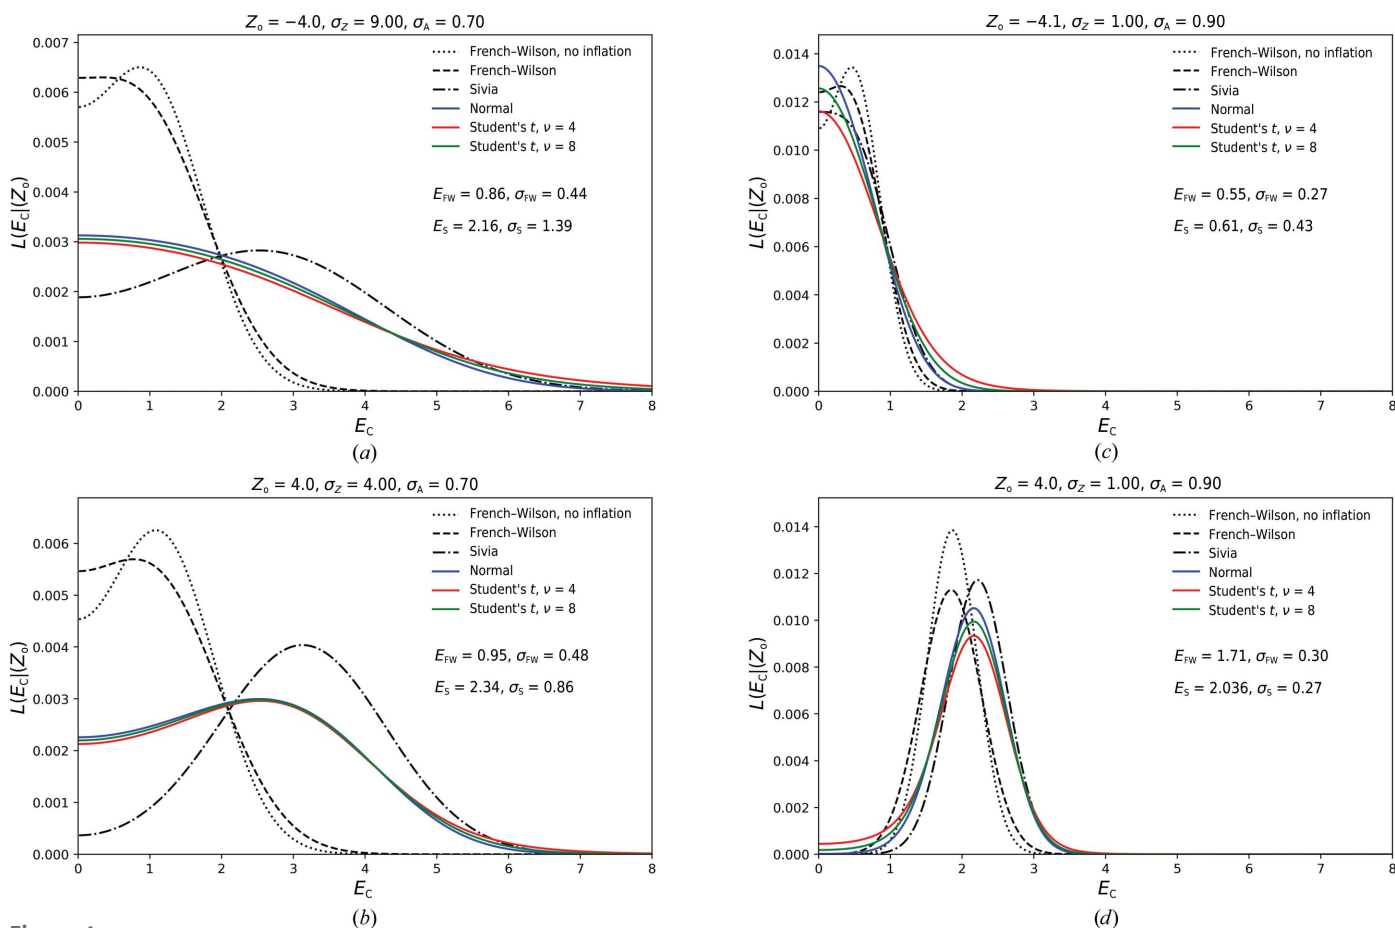 Z₀ = −4.0, σ_Z = 9.00, σ_A = 0.70
L(E_C|(Z₀)
0.007
0.006
0.005
0.004
0.003
0.002
0.001
0.000
French–Wilson, no inflation
French–Wilson
Sivia
Normal
Student's t, ν = 4
Student's t, ν = 8
E_FW = 0.86, σ_FW = 0.44
E_S = 2.16, σ_S = 1.39
0 1 2 3 4 5 6 7 8
E_C
(a)
Z₀ = −4.1, σ_Z = 1.00, σ_A = 0.90
L(E_C|(Z₀)
0.014
0.012
0.010
0.008
0.006
0.004
0.002
0.000
French–Wilson, no inflation
French–Wilson
Sivia
Normal
Student's t, ν = 4
Student's t, ν = 8
E_FW = 0.55, σ_FW = 0.27
E_S = 0.61, σ_S = 0.43
0 1 2 3 4 5 6 7 8
E_C
(c)
Z₀ = 4.0, σ_Z = 4.00, σ_A = 0.70
L(E_C|(Z₀)
0.006
0.005
0.004
0.003
0.002
0.001
0.000
French–Wilson, no inflation
French–Wilson
Sivia
Normal
Student's t, ν = 4
Student's t, ν = 8
E_FW = 0.95, σ_FW = 0.48
E_S = 2.34, σ_S = 0.86
0 1 2 3 4 5 6 7 8
E_C
(b)
Z₀ = 4.0, σ_Z = 1.00, σ_A = 0.90
L(E_C|(Z₀)
0.014
0.012
0.010
0.008
0.006
0.004
0.002
0.000
French–Wilson, no inflation
French–Wilson
Sivia
Normal
Student's t, ν = 4
Student's t, ν = 8
E_FW = 1.71, σ_FW = 0.30
E_S = 2.036, σ_S = 0.27
0 1 2 3 4 5 6 7 8
E_C
(d)